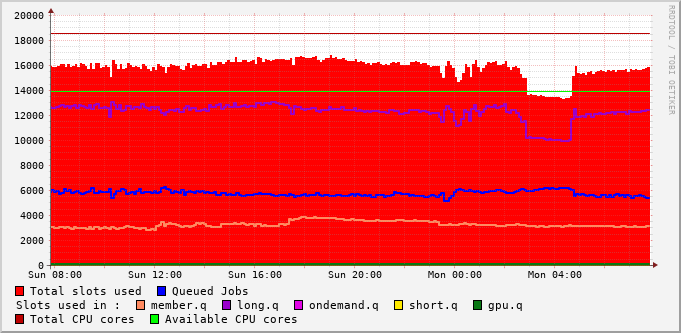 20000
18000
16000
14000
12000
10000
8000
6000
4000
2000
0
Sun 08:00 Sun 12:00 Sun 16:00 Sun 20:00 Mon 00:00 Mon 04:00
Total slots used Queued Jobs
Slots used in : member.q long.q ondemand.q short.q gpu.q
Total CPU cores Available CPU cores
RRDTOOL / TOBI OETIKER